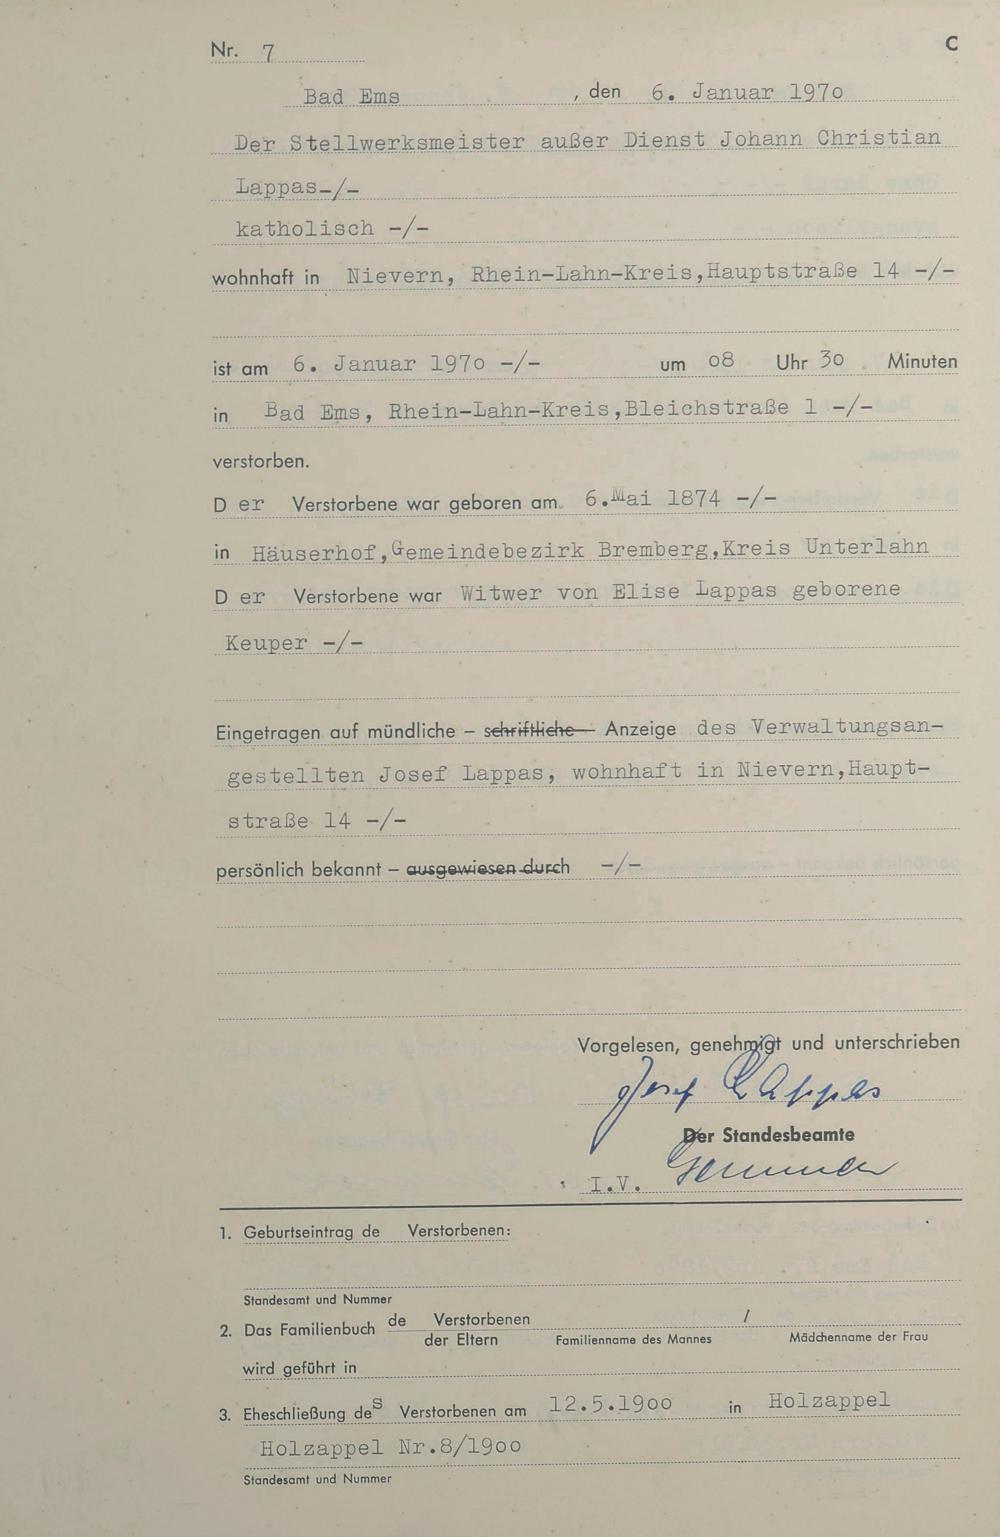 Nr. 7 C
Bad Ems , den 6. Januar 1970
Der Stellwerksmeister außer Dienst Johann Christian
Lappas-/-
katholisch -/-
wohnhaft in Nievern, Rhein-Lahn-Kreis,Hauptstraße 14 -/-
ist am 6. Januar 1970 -/- um 08 Uhr 30 Minuten
in Bad Ems, Rhein-Lahn-Kreis,Bleichstraße 1 -/-
verstorben.
D er Verstorbene war geboren am 6.Mai 1874 -/-
in Häuserhof,Gemeindebezirk Bremberg,Kreis Unterlahn
D er Verstorbene war Witwer von Elise Lappas geborene
Keuper -/-
Eingetragen auf mündliche - schriftliche - Anzeige des Verwaltungsan-
gestellten Josef Lappas, wohnhaft in Nievern,Haupt-
straße 14 -/-
persönlich bekannt - ausgewiesen durch -/-
Vorgelesen, genehmigt und unterschrieben
Josef Lappas
Der Standesbeamte
I.V.
1. Geburtseintrag de Verstorbenen:
Standesamt und Nummer
2. Das Familienbuch de Verstorbenen /
der Eltern Familienname des Mannes Mädchenname der Frau
wird geführt in
3. Eheschließung des Verstorbenen am 12.5.1900 in Holzappel
Holzappel Nr.8/1900
Standesamt und Nummer